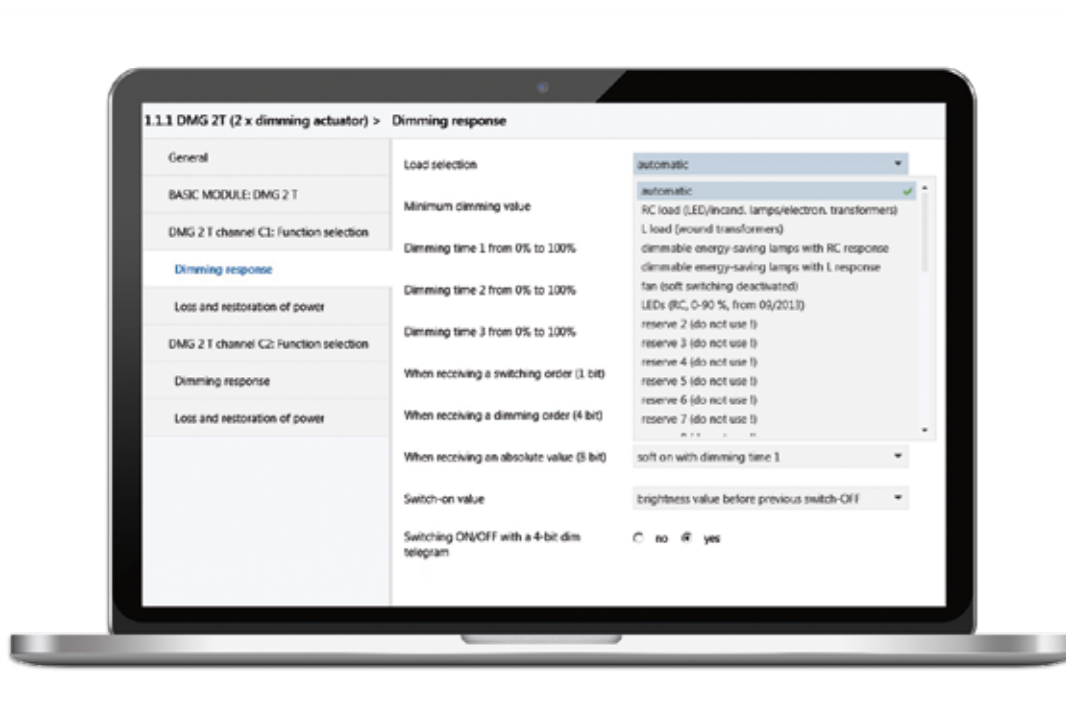 1.1.1 DMG 2T (2 x dimming actuator) > Dimming response
General
BASIC MODULE: DMG 2 T
DMG 2 T channel C1: Function selection
Dimming response
Loss and restoration of power
DMG 2 T channel C2: Function selection
Dimming response
Loss and restoration of power
Load selection
automatic
automatic
RC load (LED/incand. lamps/electron. transformers)
L load (wound transformers)
dimmable energy-saving lamps with RC response
dimmable energy-saving lamps with L response
fan (soft switching deactivated)
LEDs (RC, 0-90 %, from 09/2013)
reserve 2 (do not use !)
reserve 3 (do not use !)
reserve 4 (do not use !)
reserve 5 (do not use !)
reserve 6 (do not use !)
reserve 7 (do not use !)
Minimum dimming value
Dimming time 1 from 0% to 100%
Dimming time 2 from 0% to 100%
Dimming time 3 from 0% to 100%
When receiving a switching order (1 bit)
When receiving a dimming order (4 bit)
When receiving an absolute value (8 bit)
soft on with dimming time 1
Switch-on value
brightness value before previous switch-OFF
Switching ON/OFF with a 4-bit dim
telegram
no yes